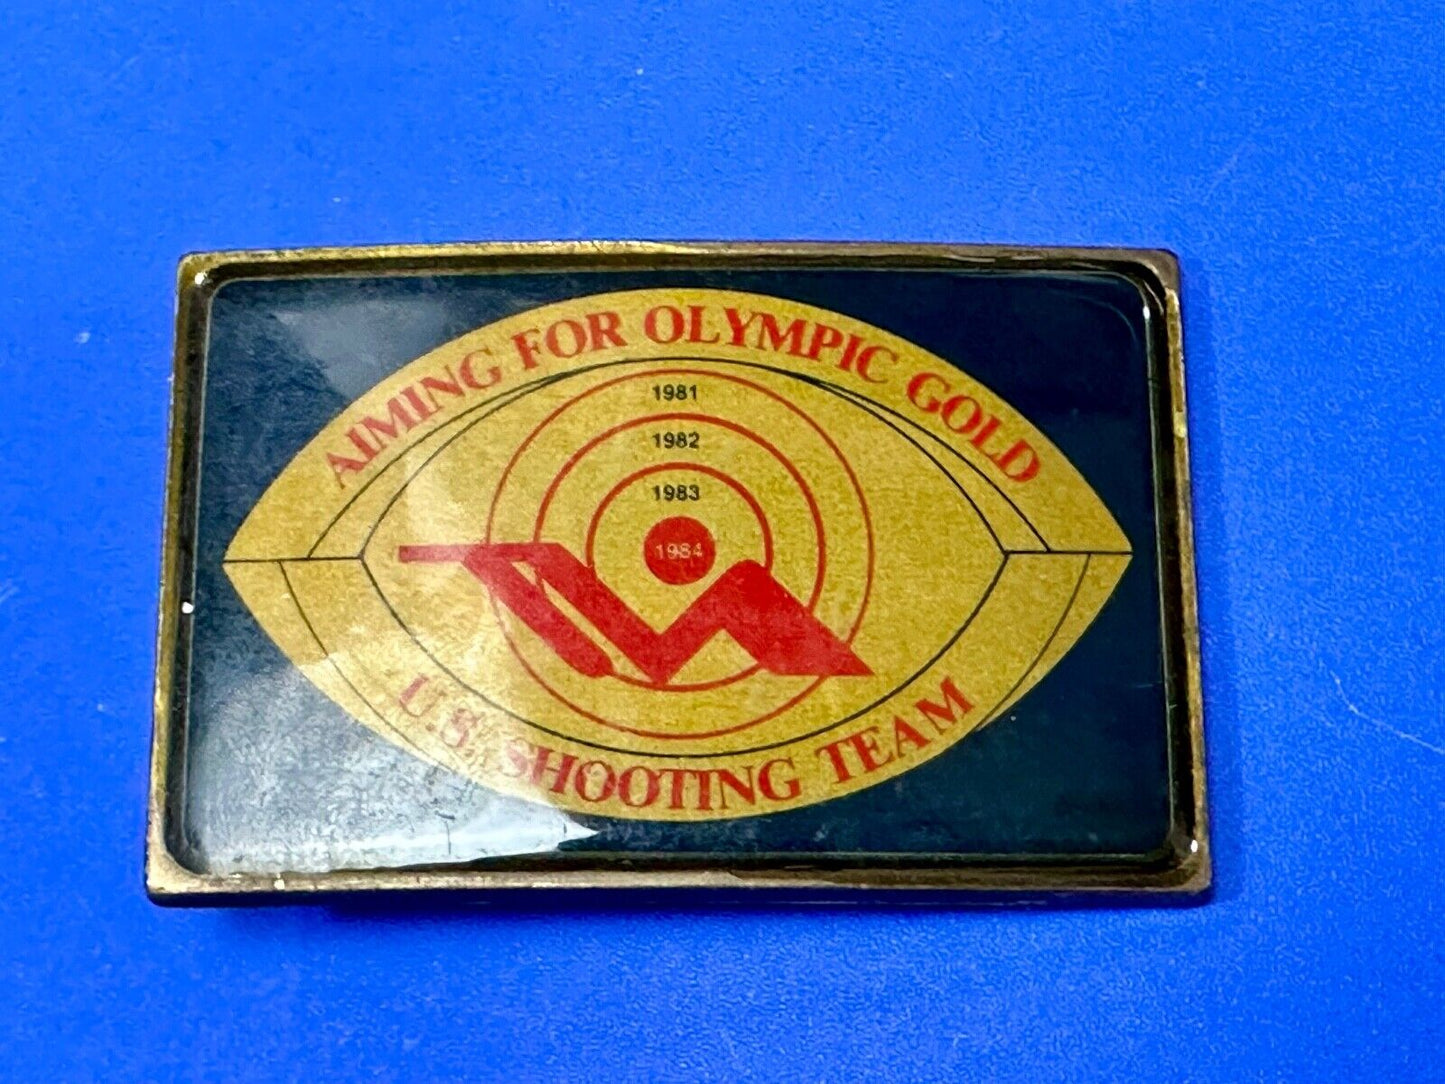 AIMING FOR OLYMPIC GOLD
1981
1982
1983
1984
U.S. SHOOTING TEAM